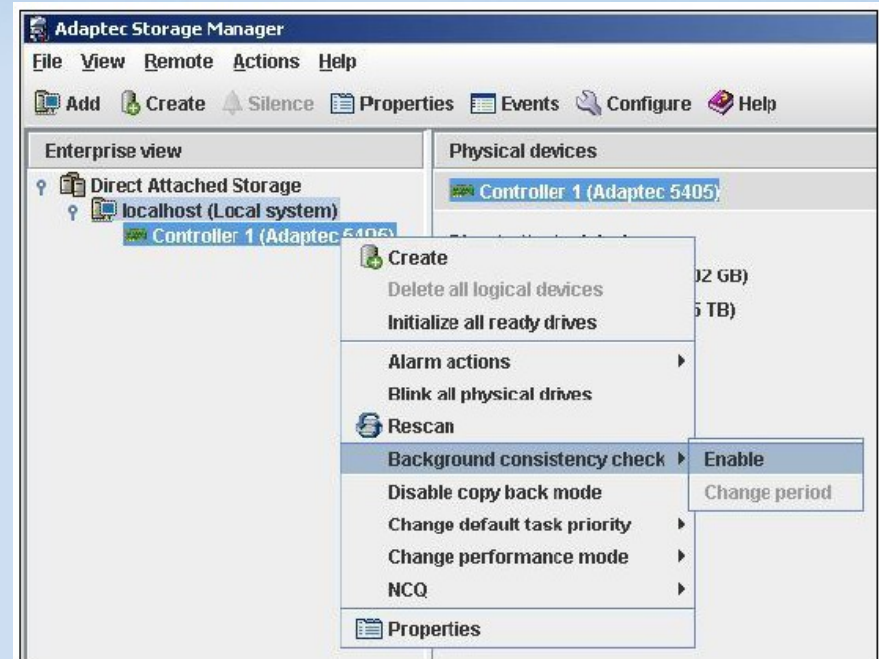 Adaptec Storage Manager
File View Remote Actions Help
Add Create Silence Properties Events Configure Help
Enterprise view
Physical devices
Direct Attached Storage
localhost (Local system)
Controller 1 (Adaptec 5405)
Controller 1 (Adaptec 5405)
GB)
TB)
Create
Delete all logical devices
Initialize all ready drives
Alarm actions
Blink all physical drives
Rescan
Background consistency check
Enable
Change period
Disable copy back mode
Change default task priority
Change performance mode
NCQ
Properties